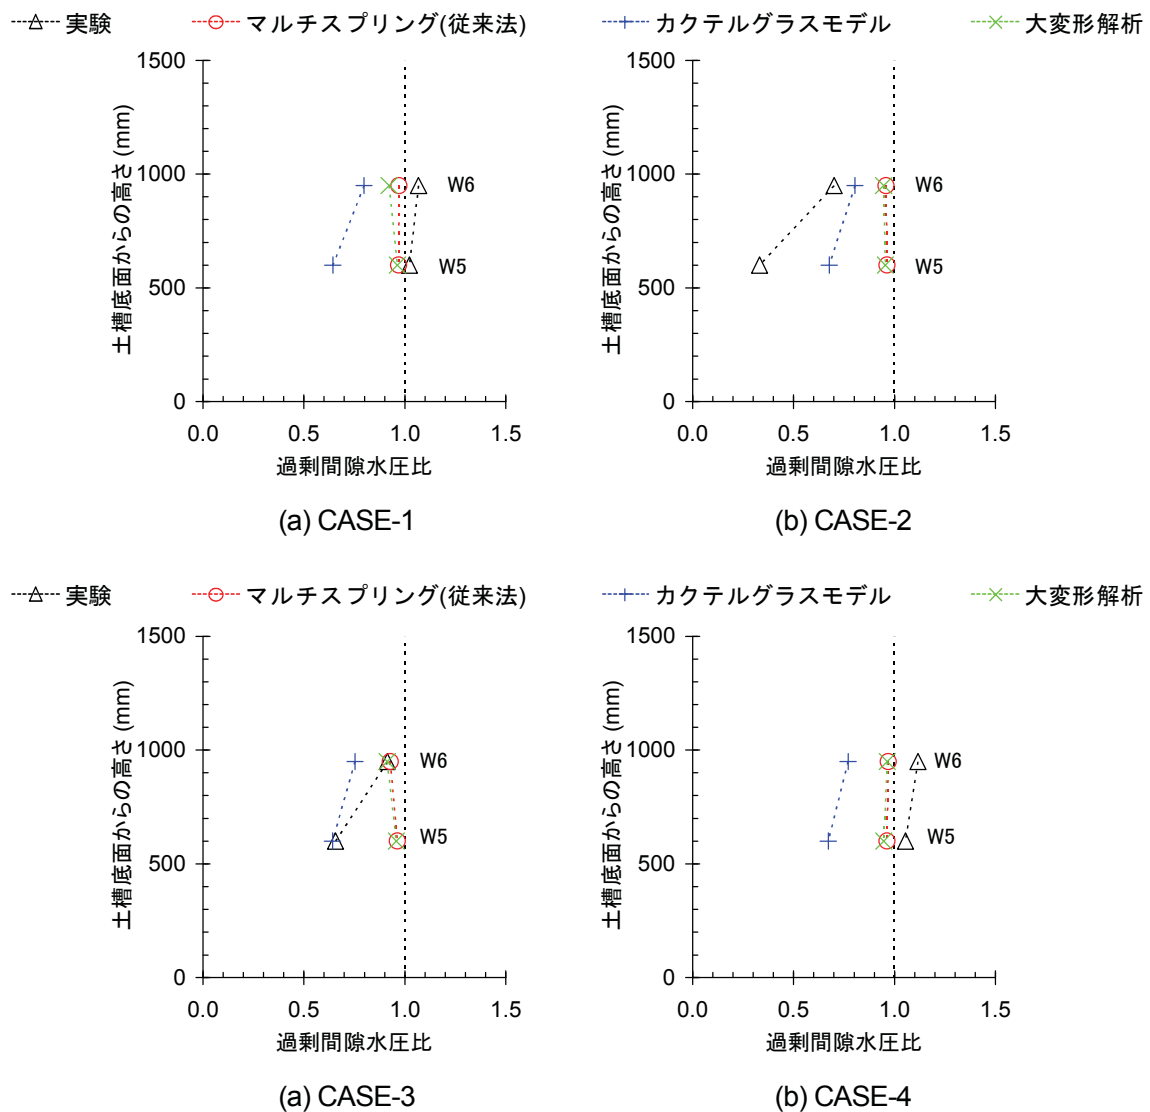 実験 マルチスプリング(従来法) カクテルグラスモデル 大変形解析
土槽底面からの高さ (mm)
1500
1000
500
0
W6
W5
0.0 0.5 1.0 1.5
過剰間隙水圧比
(a) CASE-1
土槽底面からの高さ (mm)
1500
1000
500
0
W6
W5
0.0 0.5 1.0 1.5
過剰間隙水圧比
(b) CASE-2
実験 マルチスプリング(従来法) カクテルグラスモデル 大変形解析
土槽底面からの高さ (mm)
1500
1000
500
0
W6
W5
0.0 0.5 1.0 1.5
過剰間隙水圧比
(a) CASE-3
土槽底面からの高さ (mm)
1500
1000
500
0
W6
W5
0.0 0.5 1.0 1.5
過剰間隙水圧比
(b) CASE-4